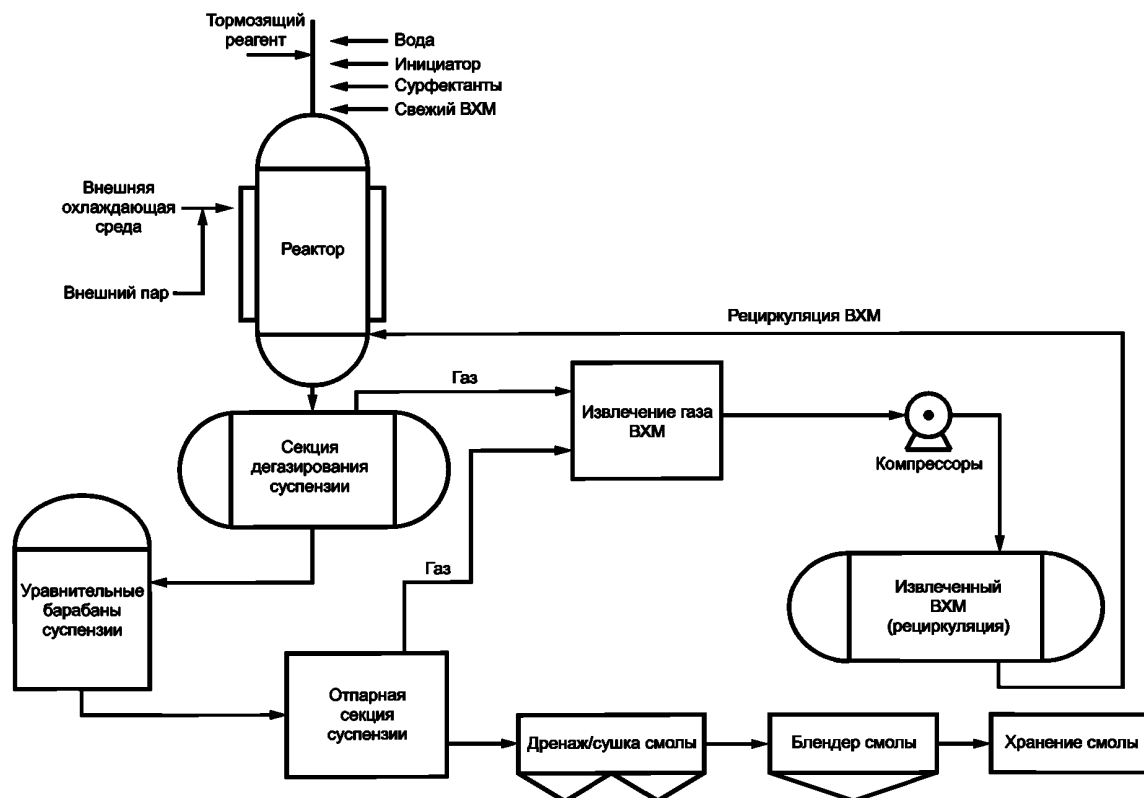 Тормозящий
реагент
Вода
Инициатор
Сурфектанты
Свежий ВХМ
Внешняя
охлаждающая
среда
Реактор
Внешний пар
Рециркуляция ВХМ
Газ
Извлечение газа
ВХМ
Компрессоры
Секция
дегазирования
суспензии
Газ
Уравнительные
барабаны
суспензии
Извлеченный
ВХМ
(рециркуляция)
Отпарная
секция
суспензии
Дренаж/сушка смолы
Блендер смолы
Хранение смолы